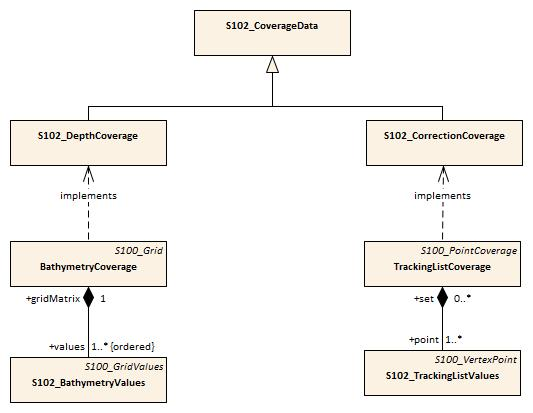 S102_CoverageData
S102_DepthCoverage
S102_CorrectionCoverage
implements
implements
S100_Grid
BathymetryCoverage
S100_PointCoverage
TrackingListCoverage
+gridMatrix 1
+set 0..*
+values 1..* {ordered}
+point 1..*
S100_GridValues
S102_BathymetryValues
S100_VertexPoint
S102_TrackingListValues